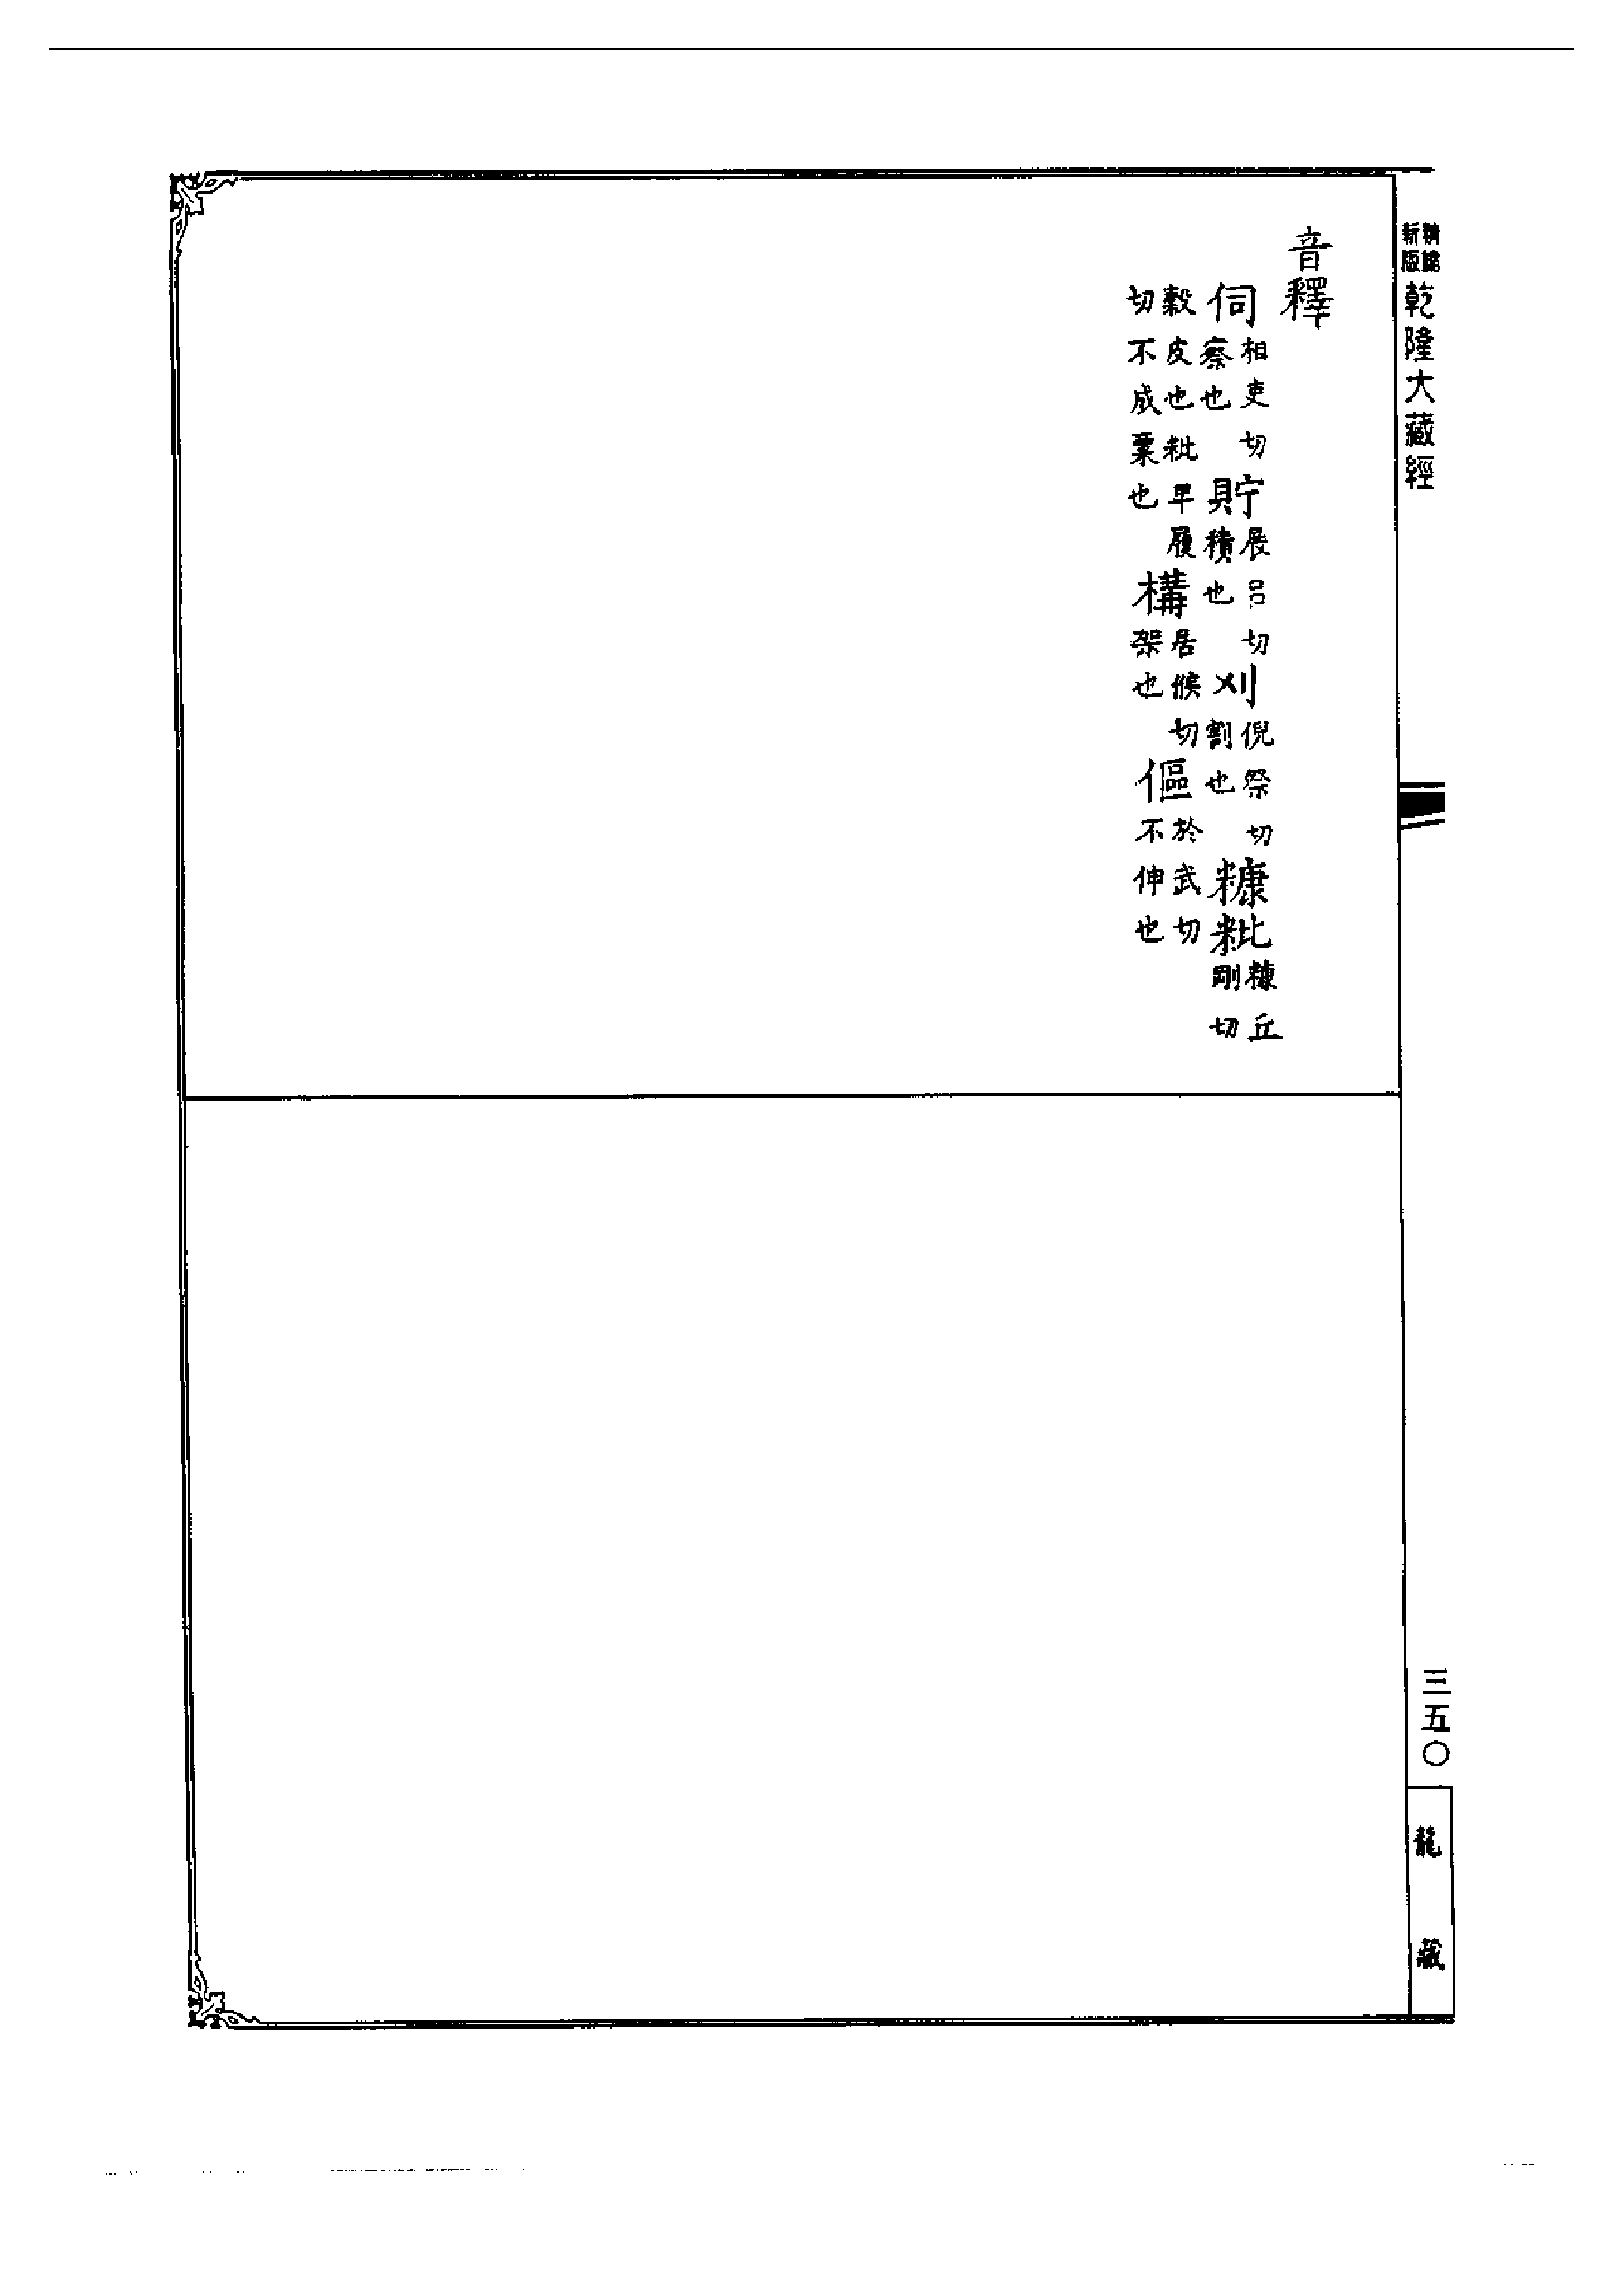 新版
乾隆大藏經
音釋
伺相吏切察也貯展呂切積也刈倪祭切割也糠粃糠丘剛切
穀皮也粃卑履切不成粟也構居候切架也傴於武切不伸也
三五〇
龍藏